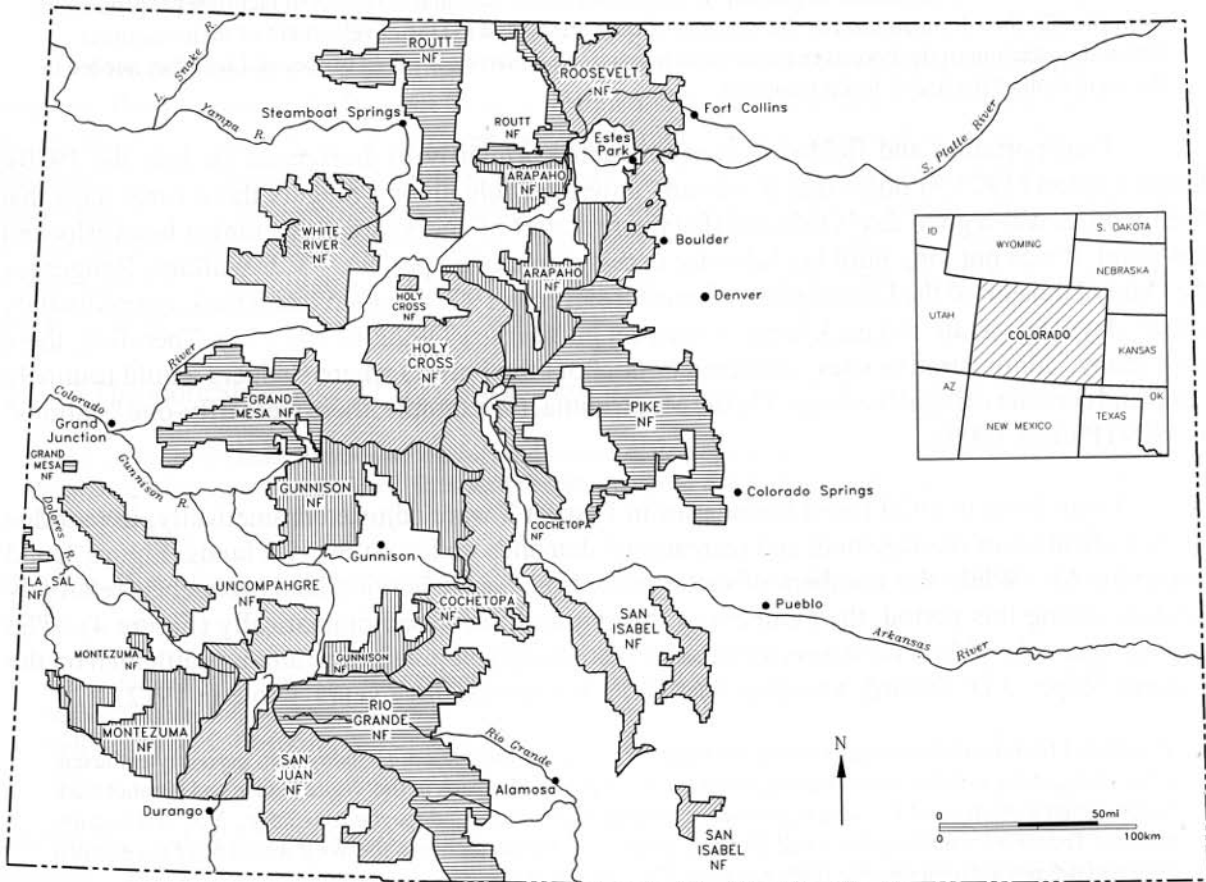 ROUTT
NF
ROOSEVELT
NF
L. Snake R.
Yampa R.
Steamboat Springs
ROUTT
NF
Fort Collins
Estes
Park
S. Platte River
ARAPAHO
NF
WHITE
RIVER
NF
Boulder
ARAPAHO
NF
HOLY
CROSS
NF
Denver
HOLY
CROSS
NF
River
Colorado
Grand
Junction
GRAND
MESA NF
GRAND
MESA
NF
Gunnison R.
PIKE
NF
Dolores R.
GUNNISON
NF
Colorado Springs
COCHETOPA
NF
Gunnison
LA SAL
NF
UNCOMPAHGRE
NF
COCHETOPA
NF
SAN
ISABEL
NF
Pueblo
Arkansas
River
MONTEZUMA
NF
GUNNISON
NF
MONTEZUMA
NF
RIO
GRANDE
NF
Rio Grande
SAN
JUAN
NF
Alamosa
Durango
SAN
ISABEL
NF
N
0 50mi
0 100km
ID
WYOMING
S. DAKOTA
NEBRASKA
UTAH
COLORADO
KANSAS
AZ
NEW MEXICO
OK
TEXAS